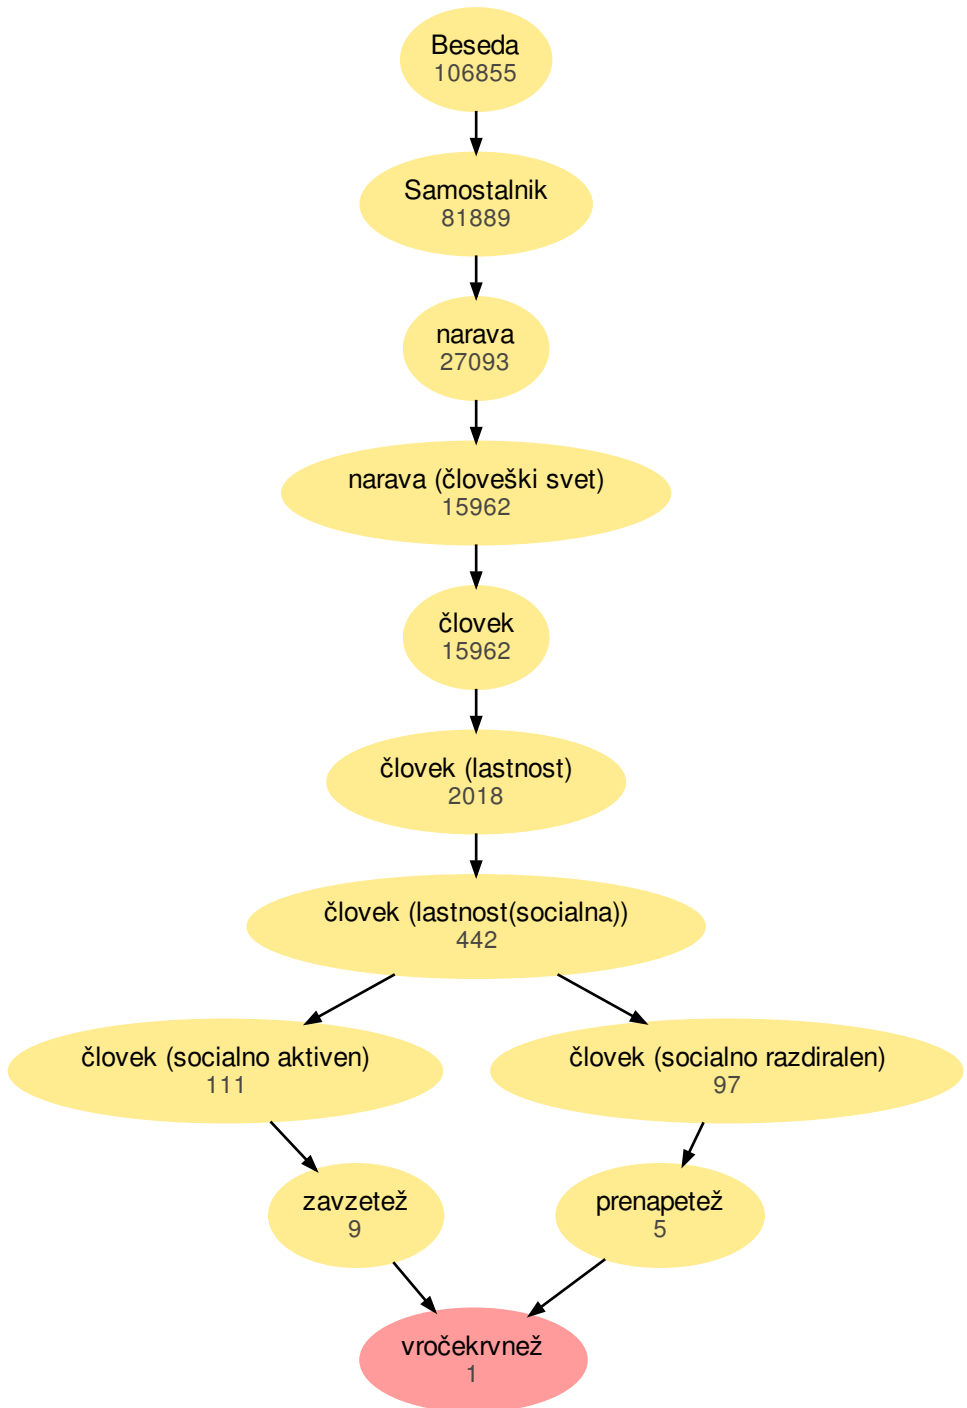 Beseda
106855
Samostalnik
81889
narava
27093
narava (človeški svet)
15962
človek
15962
človek (lastnost)
2018
človek (lastnost(socialna))
442
človek (socialno aktiven)
111
človek (socialno razdiralen)
97
zavzetež
9
prenapetež
5
vročekrvnež
1